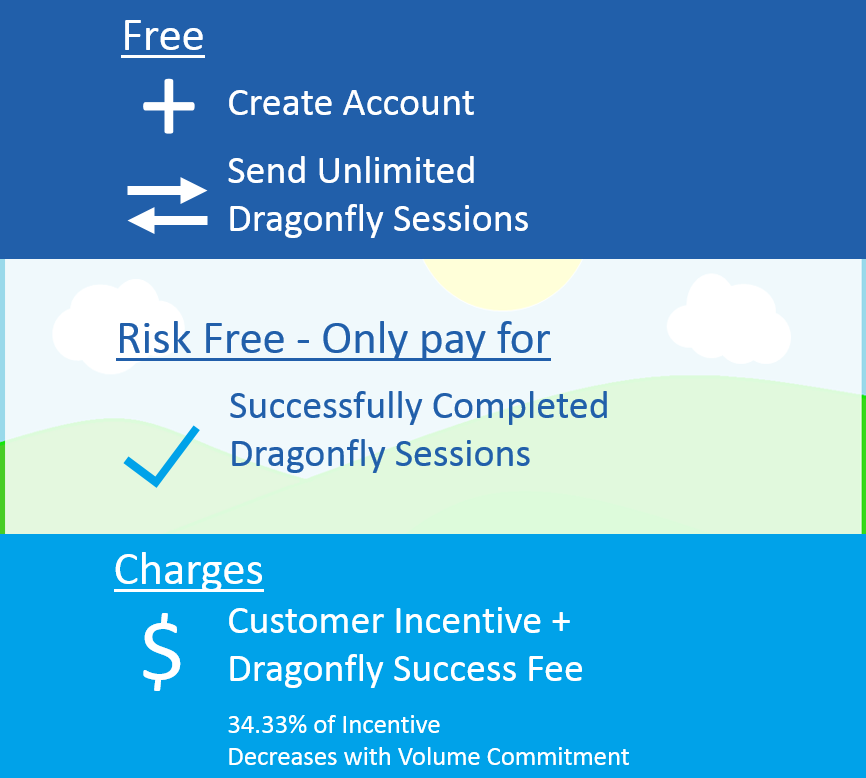 Free
Create Account
Send Unlimited
Dragonfly Sessions
Risk Free - Only pay for
Successfully Completed
Dragonfly Sessions
Charges
$
Customer Incentive +
Dragonfly Success Fee
34.33% of Incentive
Decreases with Volume Commitment